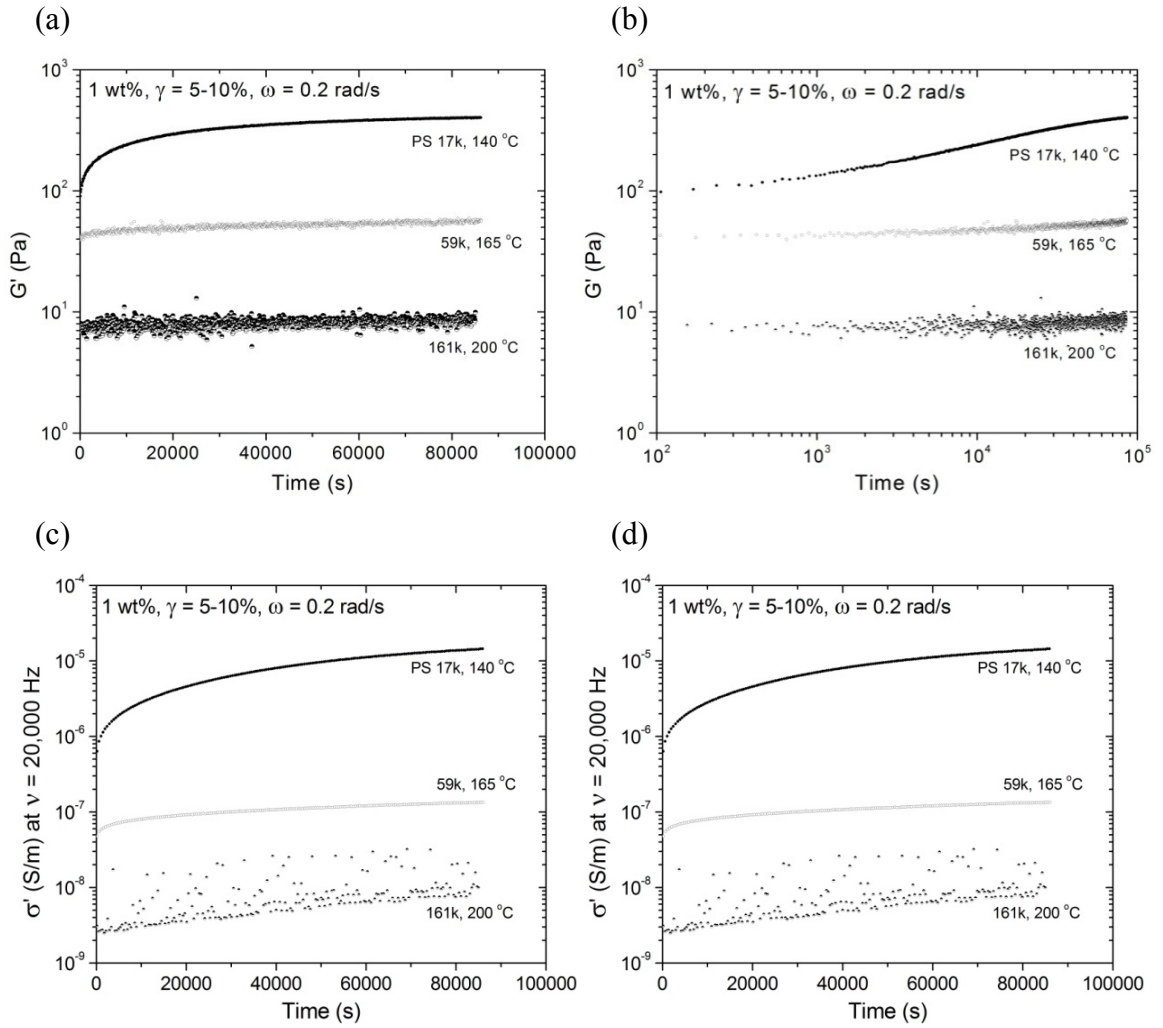 (a)
10³
1 wt%, γ = 5-10%, ω = 0.2 rad/s
PS 17k, 140 °C
10²
59k, 165 °C
G' (Pa)
10¹
161k, 200 °C
10⁰
0 20000 40000 60000 80000 100000
Time (s)
(b)
10³
1 wt%, γ = 5-10%, ω = 0.2 rad/s
PS 17k, 140 °C
10²
59k, 165 °C
G' (Pa)
10¹
161k, 200 °C
10⁰
10² 10³ 10⁴ 10⁵
Time (s)
(c)
10⁻⁴
1 wt%, γ = 5-10%, ω = 0.2 rad/s
PS 17k, 140 °C
10⁻⁵
10⁻⁶
σ' (S/m) at ν = 20,000 Hz
59k, 165 °C
10⁻⁷
10⁻⁸
161k, 200 °C
10⁻⁹
0 20000 40000 60000 80000 100000
Time (s)
(d)
10⁻⁴
1 wt%, γ = 5-10%, ω = 0.2 rad/s
PS 17k, 140 °C
10⁻⁵
10⁻⁶
σ' (S/m) at ν = 20,000 Hz
59k, 165 °C
10⁻⁷
10⁻⁸
161k, 200 °C
10⁻⁹
0 20000 40000 60000 80000 100000
Time (s)